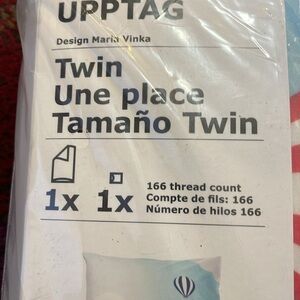 UPPTAG
Design Maria Vinka
Twin
Une place
Tamaño Twin
1x 1x
166 thread count
Compte de fils: 166
Número de hilos 166